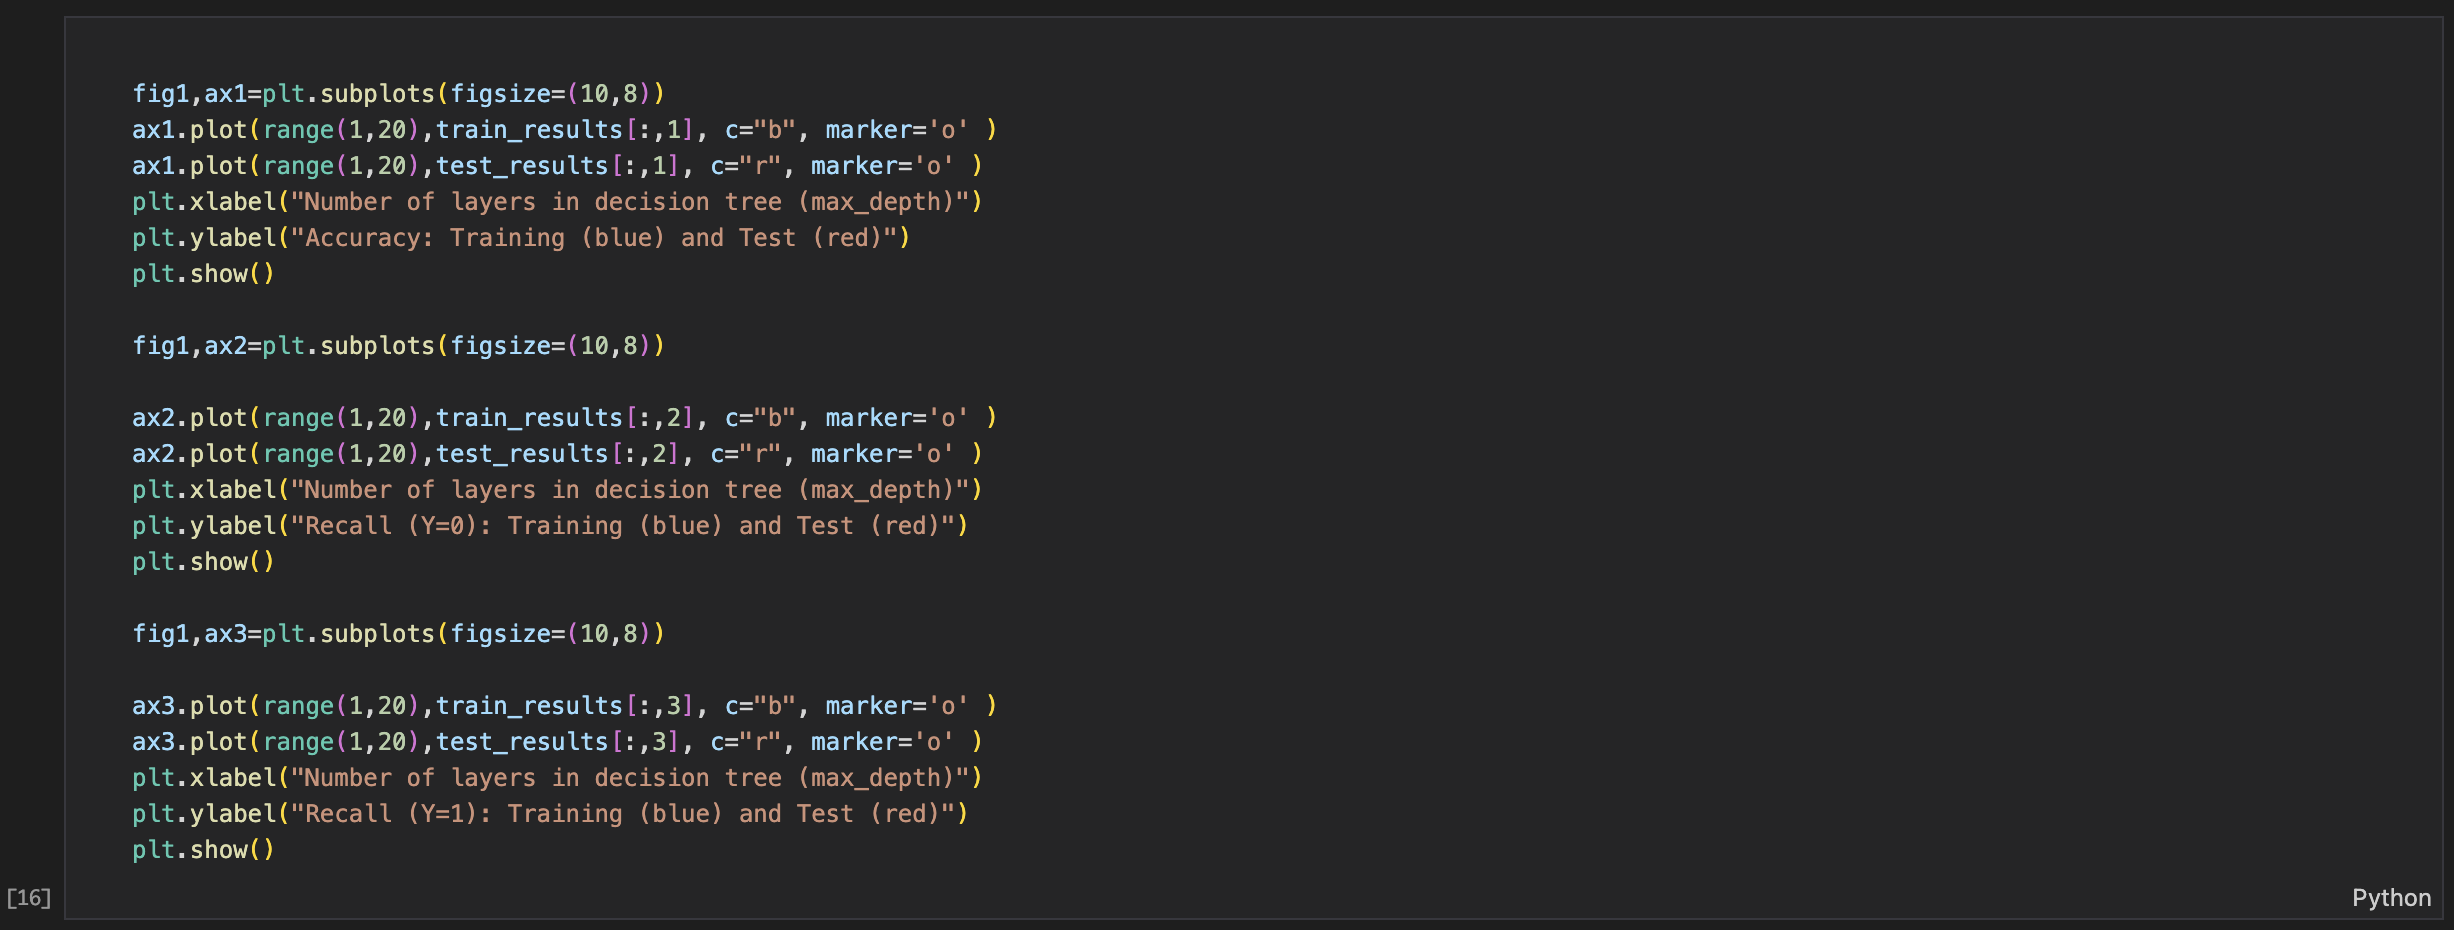 fig1,ax1=plt.subplots(figsize=(10,8))
ax1.plot(range(1,20),train_results[:,1], c="b", marker='o' )
ax1.plot(range(1,20),test_results[:,1], c="r", marker='o' )
plt.xlabel("Number of layers in decision tree (max_depth)")
plt.ylabel("Accuracy: Training (blue) and Test (red)")
plt.show()
fig1,ax2=plt.subplots(figsize=(10,8))
ax2.plot(range(1,20),train_results[:,2], c="b", marker='o' )
ax2.plot(range(1,20),test_results[:,2], c="r", marker='o' )
plt.xlabel("Number of layers in decision tree (max_depth)")
plt.ylabel("Recall (Y=0): Training (blue) and Test (red)")
plt.show()
fig1,ax3=plt.subplots(figsize=(10,8))
ax3.plot(range(1,20),train_results[:,3], c="b", marker='o' )
ax3.plot(range(1,20),test_results[:,3], c="r", marker='o' )
plt.xlabel("Number of layers in decision tree (max_depth)")
plt.ylabel("Recall (Y=1): Training (blue) and Test (red)")
plt.show()
[16]
Python